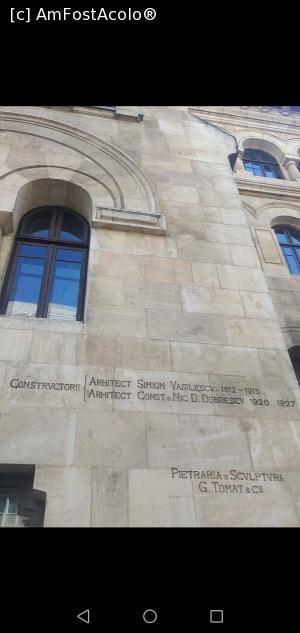 [c] AmFostAcolo®
CONSTRVCTORII { ARHITECT SIMION VASILESCV 1912-1915
ARHITECT CONST. ȘI NIC. D. DOBRESCV 1920 1927
PIETRARIA ȘI SCVLPTVRA
G. TOMAT & Cº